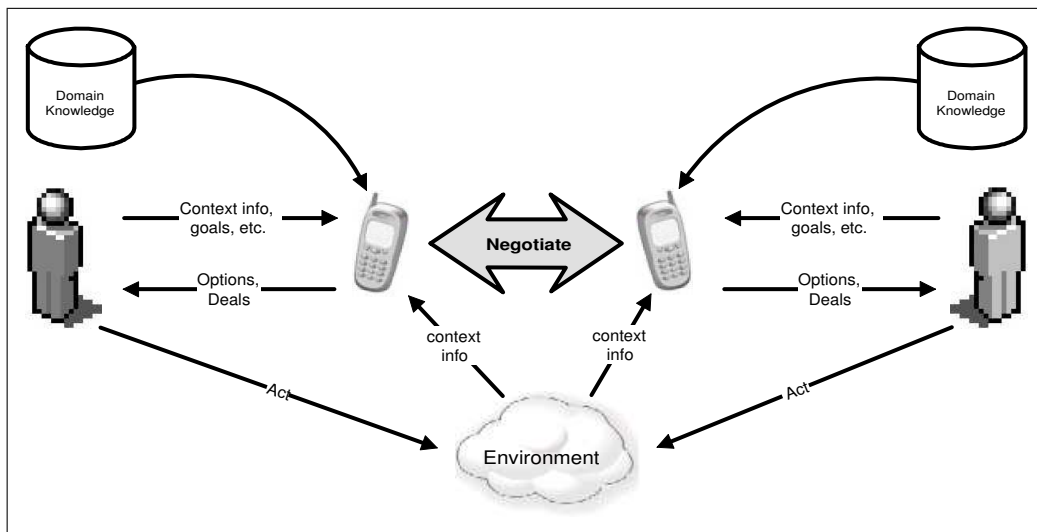 Domain
Knowledge
Domain
Knowledge
Context info,
goals, etc.
Negotiate
Context info,
goals, etc.
Options,
Deals
Options,
Deals
context
info
context
info
Act
Act
Environment